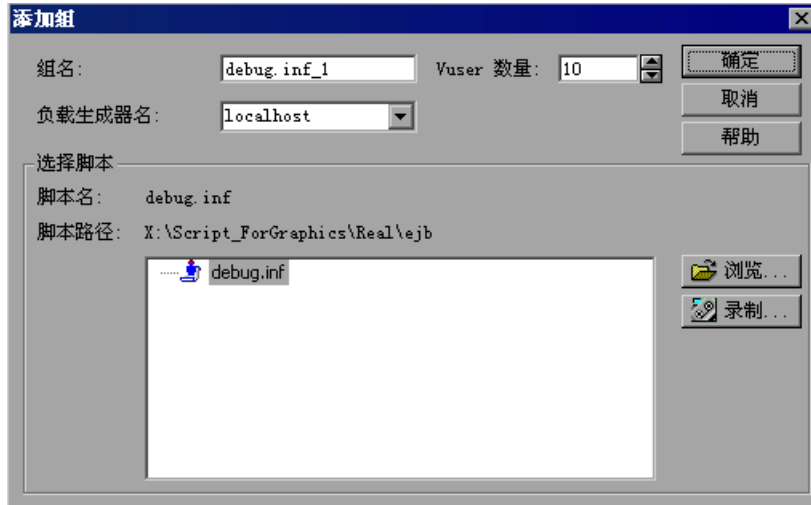 添加组
组名: debug.inf_1 Vuser 数量: 10 确定
取消
负载生成器名: localhost
帮助
选择脚本
脚本名: debug.inf
脚本路径: X:\Script_ForGraphics\Real\ejb
debug.inf
浏览...
录制...